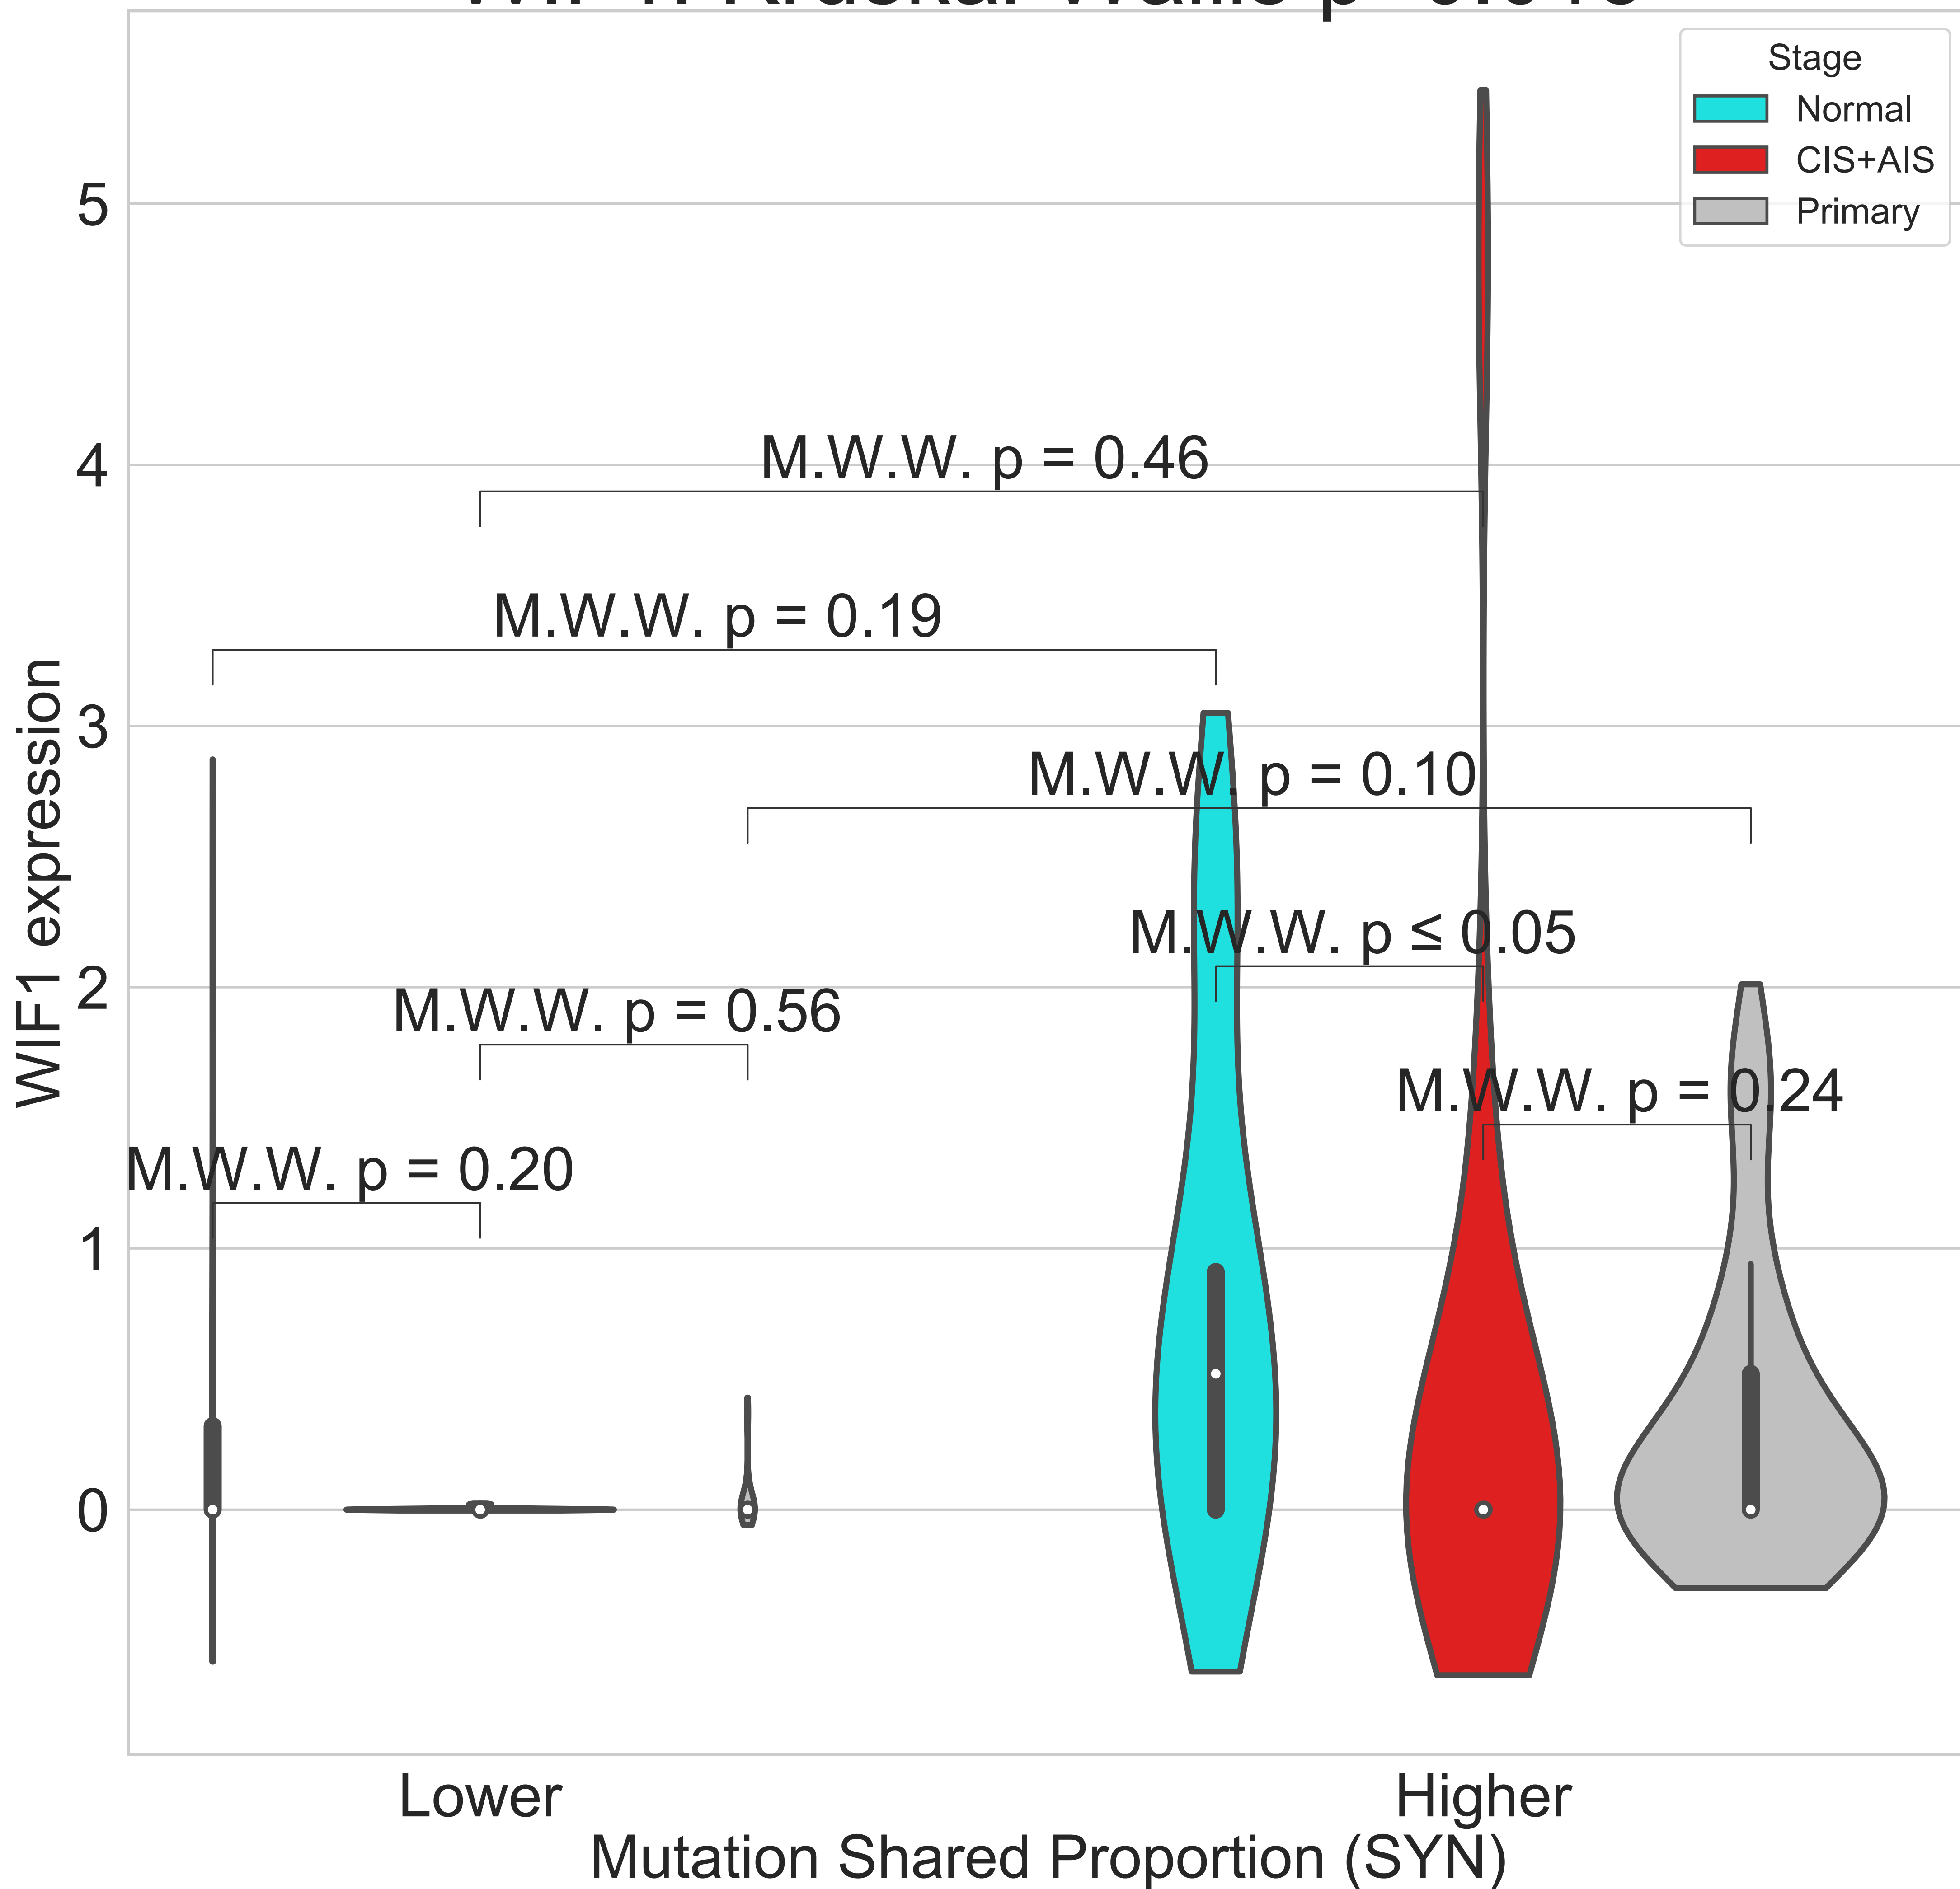 Stage
Normal
CIS+AIS
Primary
5
4
3
2
1
0
WIF1 expression
M.W.W. p = 0.46
M.W.W. p = 0.19
M.W.W. p = 0.10
M.W.W. p ≤ 0.05
M.W.W. p = 0.56
M.W.W. p = 0.24
M.W.W. p = 0.20
Lower
Higher
Mutation Shared Proportion (SYN)